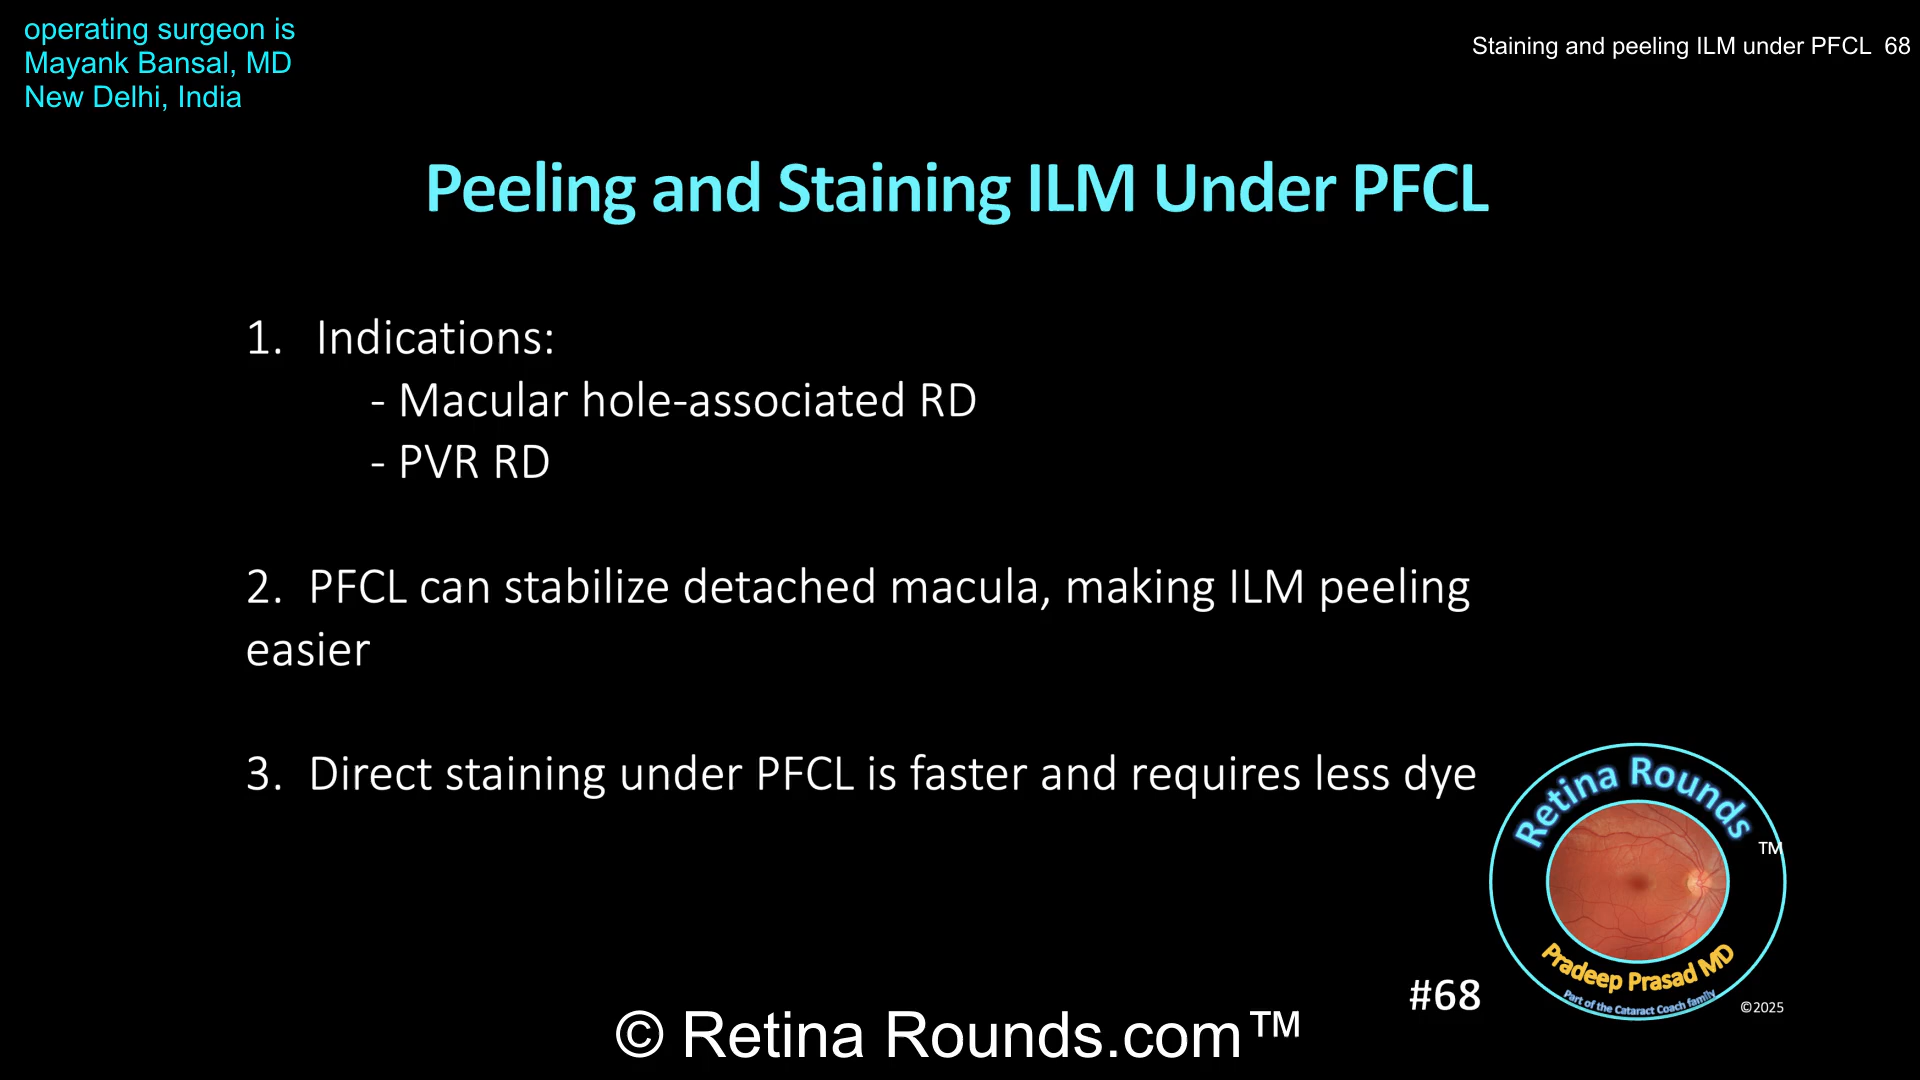 operating surgeon is
Mayank Bansal, MD
New Delhi, India
Staining and peeling ILM under PFCL 68
Peeling and Staining ILM Under PFCL
1. Indications:
- Macular hole-associated RD
- PVR RD
2. PFCL can stabilize detached macula, making ILM peeling
easier
3. Direct staining under PFCL is faster and requires less dye
Retina Rounds
TM
Pradeep Prasad MD
Part of the Cataract Coach family
©2025
#68
© Retina Rounds.com™